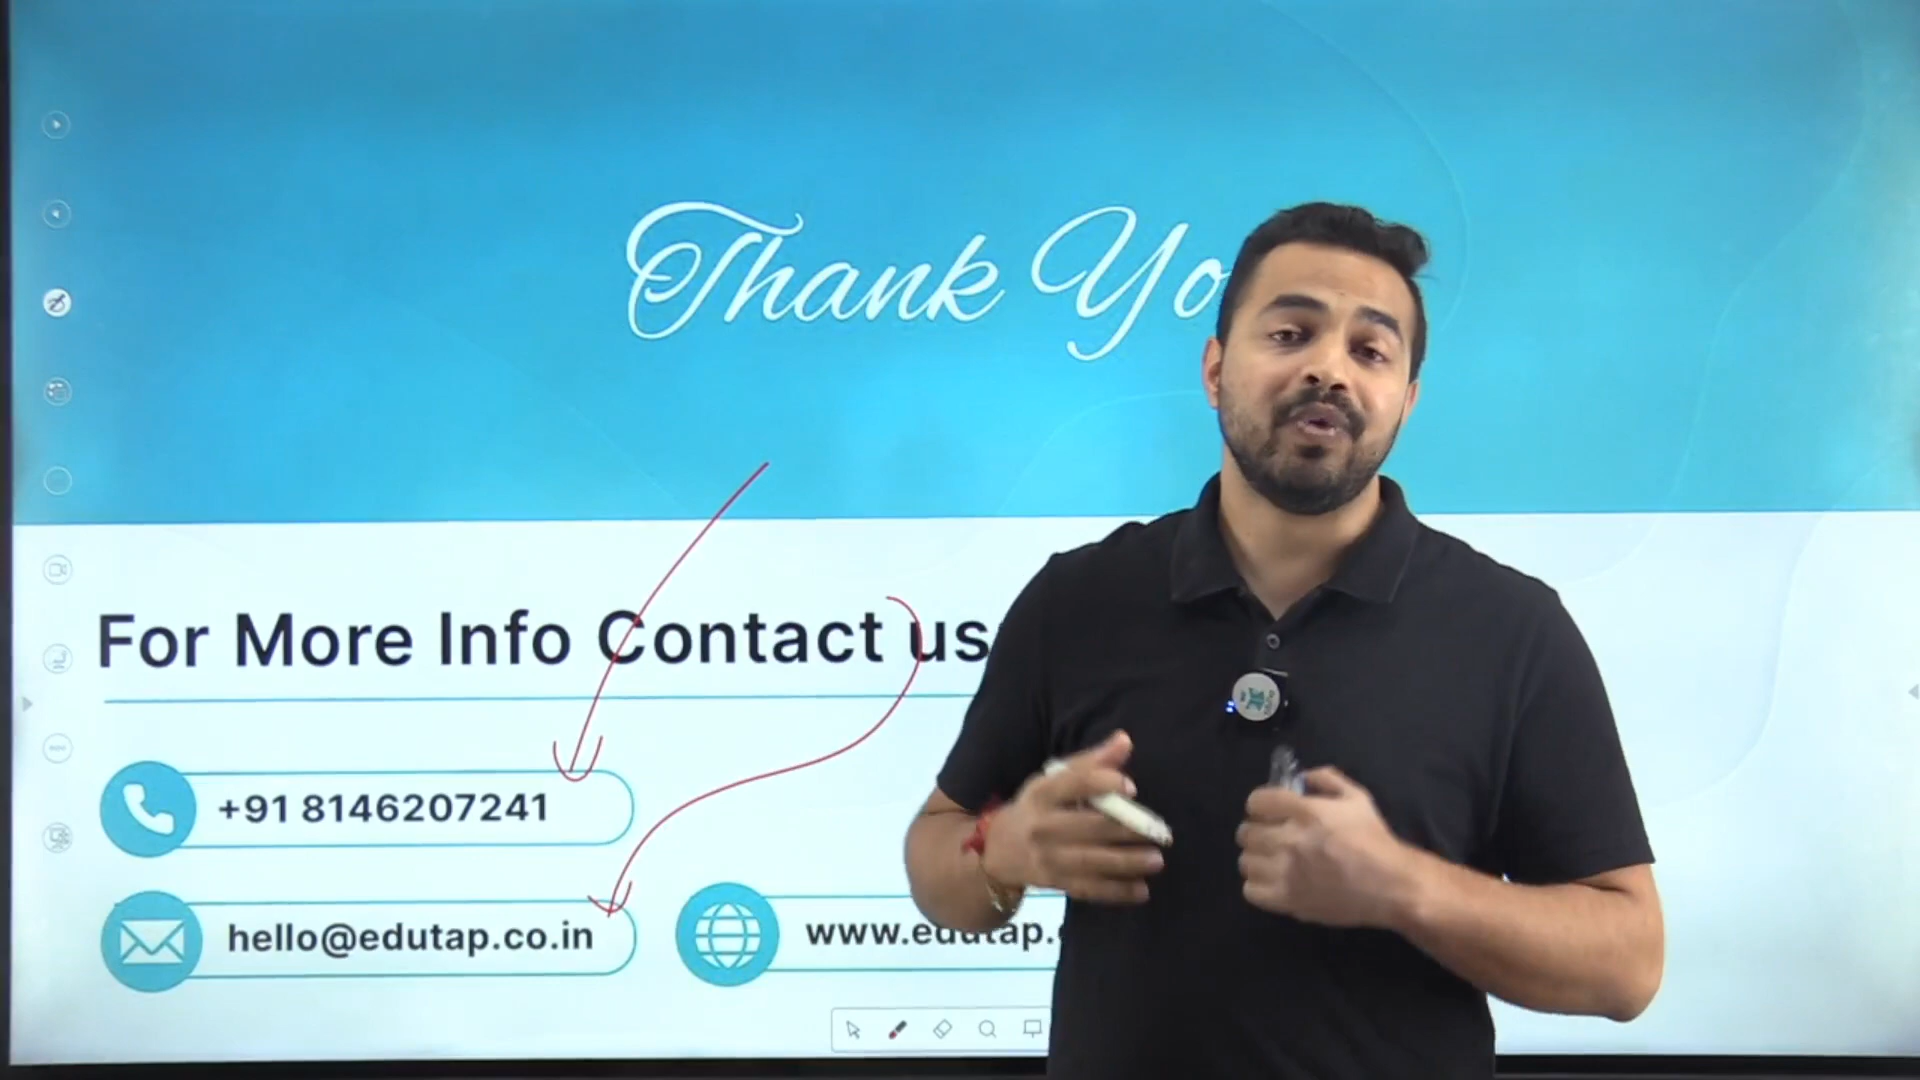 Thank Yo
For More Info Contact us
+91 8146207241
hello@edutap.co.in
www.edutap.